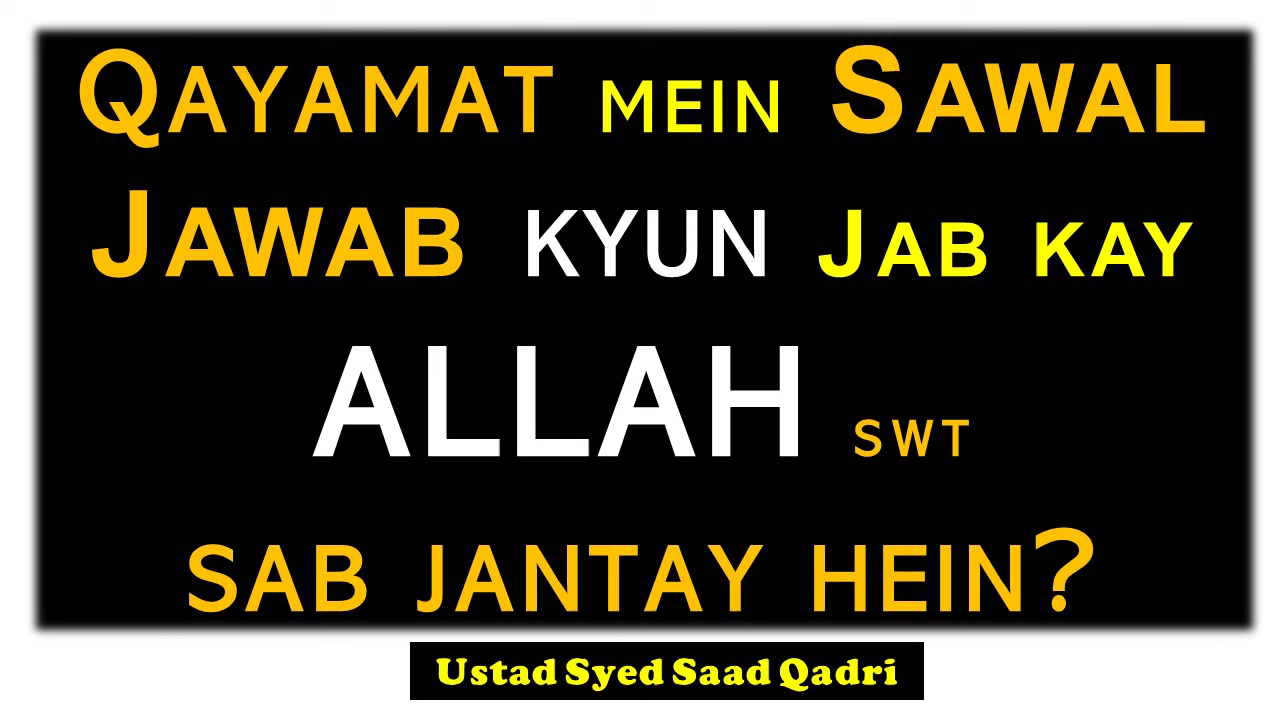 Qayamat mein Sawal
Jawab kyun Jab kay
ALLAH SWT
sab jantay hein?
Ustad Syed Saad Qadri